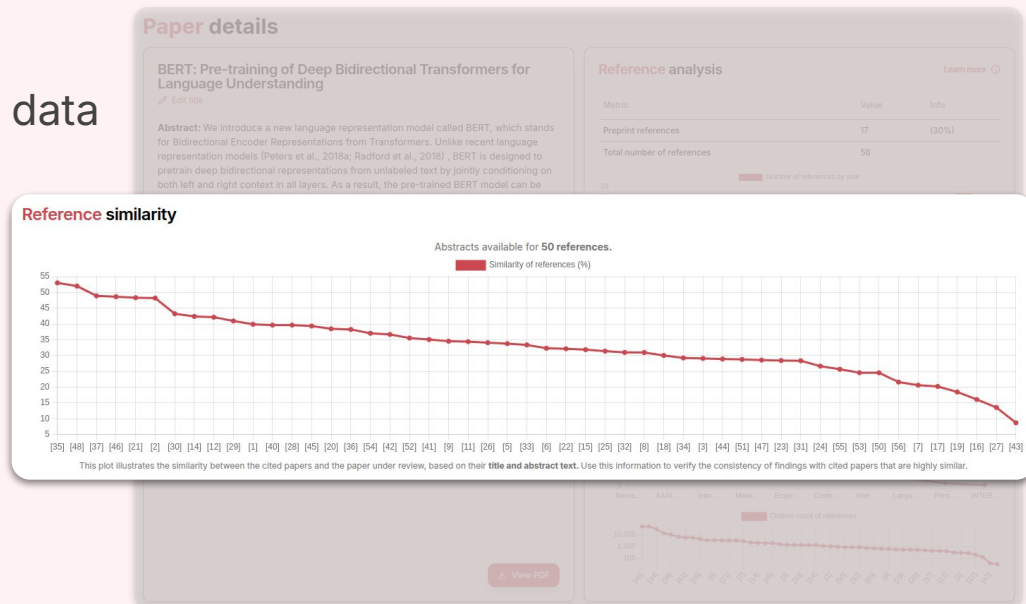 data
Paper details
BERT: Pre-training of Deep Bidirectional Transformers for
Language Understanding
Edit title
Abstract: We introduce a new language representation model called BERT, which stands
for Bidirectional Encoder Representations from Transformers. Unlike recent language
representation models (Peters et al., 2018a; Radford et al., 2018) , BERT is designed to
pretrain deep bidirectional representations from unlabeled text by jointly conditioning on
both left and right context in all layers. As a result, the pre-trained BERT model can be
Reference analysis
Learn more
Metric Value Info
Preprint references 17 (30%)
Total number of references 56
Number of references by year
Reference similarity
Abstracts available for 50 references.
Similarity of references (%)
55
50
45
40
35
30
25
20
15
10
5
[35] [48] [37] [46] [21] [2] [30] [14] [12] [29] [1] [40] [28] [45] [20] [36] [54] [42] [52] [41] [9] [11] [26] [5] [33] [6] [22] [15] [25] [32] [8] [18] [34] [3] [44] [51] [47] [23] [31] [24] [55] [53] [50] [56] [7] [17] [19] [16] [27] [43]
This plot illustrates the similarity between the cited papers and the paper under review, based on their title and abstract text. Use this information to verify the consistency of findings with cited papers that are highly similar.
Citation count of references
10,000
1,000
100
View PDF